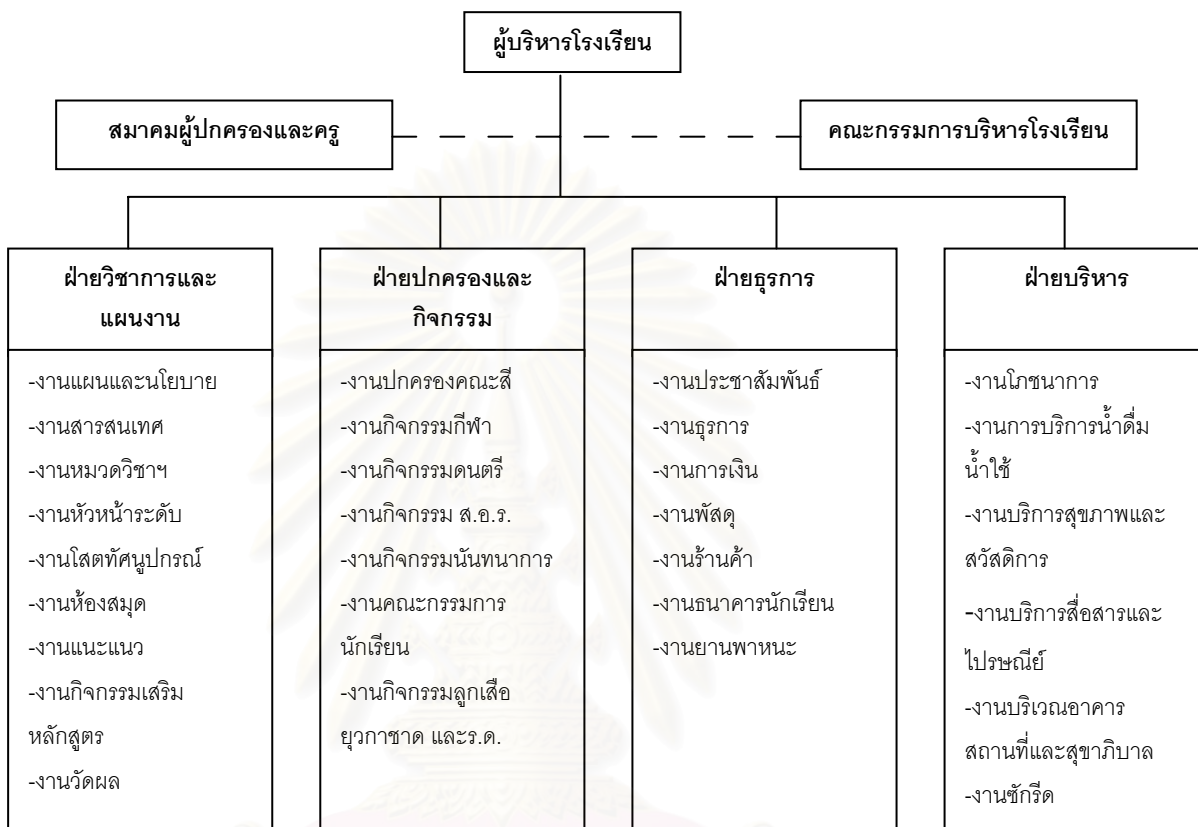 ผู้บริหารโรงเรียน
สมาคมผู้ปกครองและครู
คณะกรรมการบริหารโรงเรียน
ฝ่ายวิชาการและ
แผนงาน
-งานแผนและนโยบาย
-งานสารสนเทศ
-งานหมวดวิชาฯ
-งานหัวหน้าระดับ
-งานโสตทัศนูปกรณ์
-งานห้องสมุด
-งานแนะแนว
-งานกิจกรรมเสริม
หลักสูตร
-งานวัดผล
ฝ่ายปกครองและ
กิจกรรม
-งานปกครองคณะสี
-งานกิจกรรมกีฬา
-งานกิจกรรมดนตรี
-งานกิจกรรม ส.อ.ร.
-งานกิจกรรมนันทนาการ
-งานคณะกรรมการ
นักเรียน
-งานกิจกรรมลูกเสือ
ยุวกาชาด และร.ด.
ฝ่ายธุรการ
-งานประชาสัมพันธ์
-งานธุรการ
-งานการเงิน
-งานพัสดุ
-งานร้านค้า
-งานธนาคารนักเรียน
-งานยานพาหนะ
ฝ่ายบริหาร
-งานโภชนาการ
-งานการบริการน้ำดื่ม
น้ำใช้
-งานบริการสุขภาพและ
สวัสดิการ
-งานบริการสื่อสารและ
ไปรษณีย์
-งานบริเวณอาคาร
สถานที่และสุขาภิบาล
-งานซักรีด